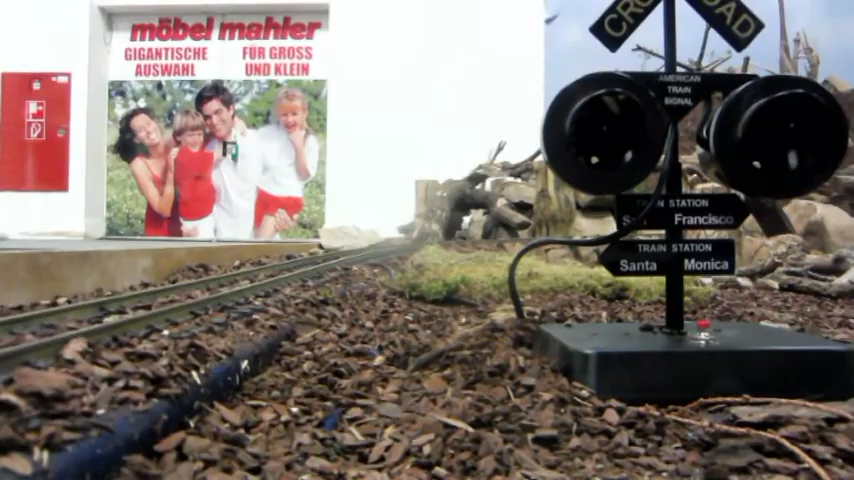 möbel mahler
GIGANTISCHE
AUSWAHL
FÜR GROSS
UND KLEIN
AMERICAN
TRAIN
SIGNAL
TRAIN STATION
Francisco
TRAIN STATION
Santa Monica